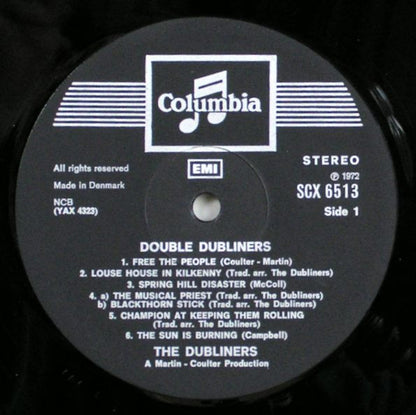 Columbia
All rights reserved
Made in Denmark
NCB
(YAX 4323)
EMI
STEREO
Ⓟ 1972
SCX 6513
Side 1
DOUBLE DUBLINERS
1. FREE THE PEOPLE (Coulter - Martin)
2. LOUSE HOUSE IN KILKENNY (Trad. arr. The Dubliners)
3. SPRING HILL DISASTER (McColl)
4. a) THE MUSICAL PRIEST (Trad. arr. The Dubliners)
b) BLACKTHORN STICK (Trad. arr. The Dubliners)
5. CHAMPION AT KEEPING THEM ROLLING
(Trad. arr. The Dubliners)
6. THE SUN IS BURNING (Campbell)
THE DUBLINERS
A Martin - Coulter Production